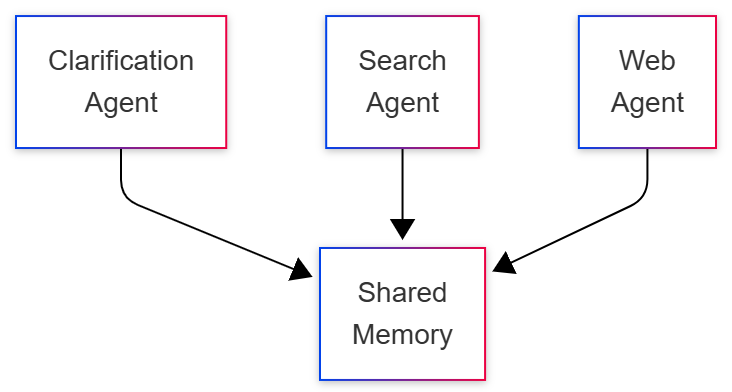 Clarification
Agent
Search
Agent
Web
Agent
Shared
Memory